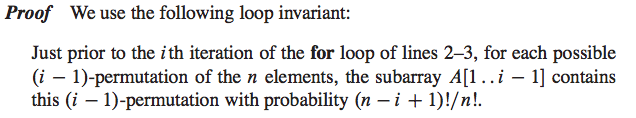 Proof We use the following loop invariant:
Just prior to the ith iteration of the for loop of lines 2–3, for each possible
(i − 1)-permutation of the n elements, the subarray A[1 . . i − 1] contains
this (i − 1)-permutation with probability (n − i + 1)!/n!.